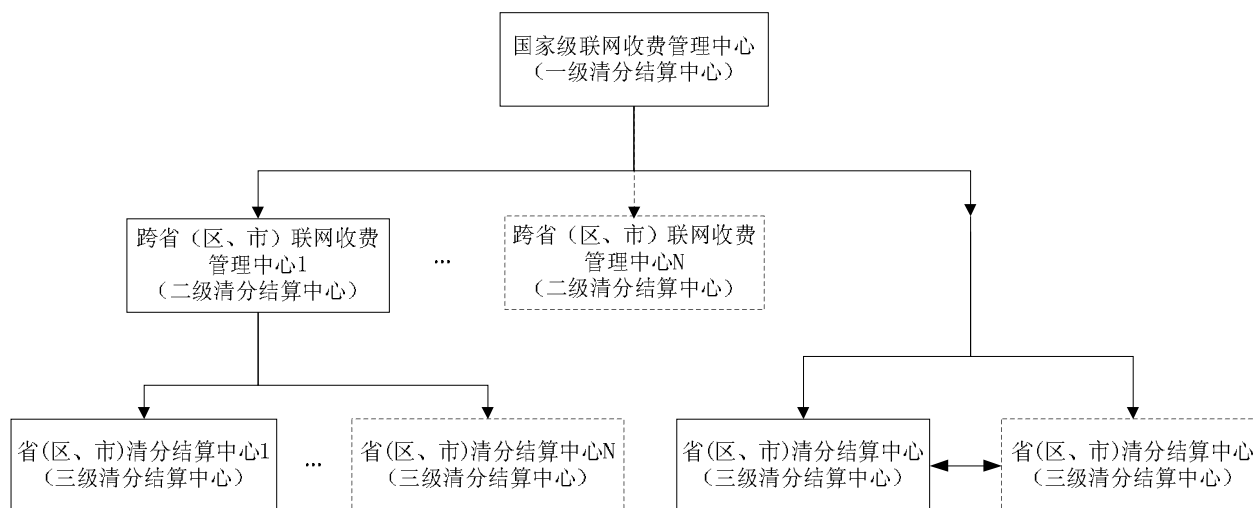 国家级联网收费管理中心
（一级清分结算中心）
跨省（区、市）联网收费
管理中心1
（二级清分结算中心）
…
跨省（区、市）联网收费
管理中心N
（二级清分结算中心）
省(区、市)清分结算中心1
（三级清分结算中心）
…
省(区、市)清分结算中心N
（三级清分结算中心）
省(区、市)清分结算中心
（三级清分结算中心）
省(区、市)清分结算中心
（三级清分结算中心）